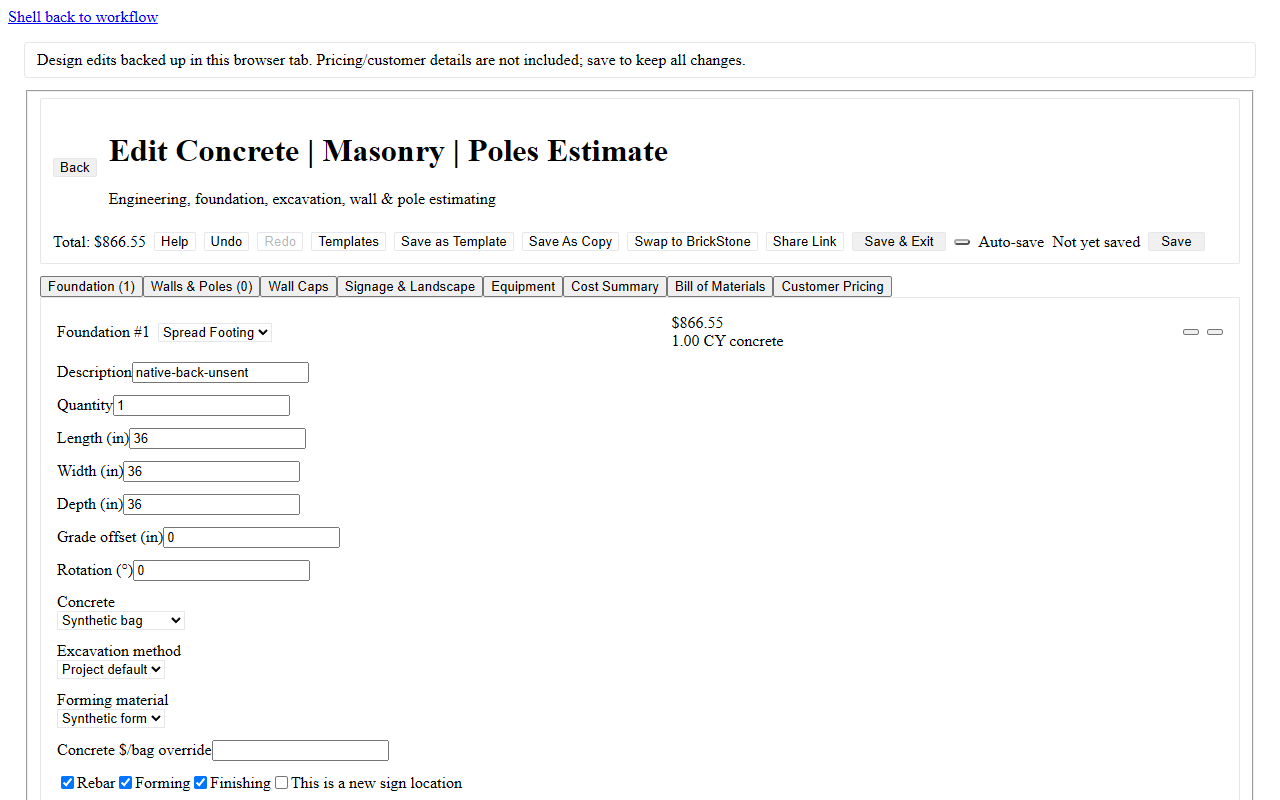 Shell back to workflow
Design edits backed up in this browser tab. Pricing/customer details are not included; save to keep all changes.
Back
Edit Concrete | Masonry | Poles Estimate
Engineering, foundation, excavation, wall & pole estimating
Total: $866.55 Help Undo Redo Templates Save as Template Save As Copy Swap to BrickStone Share Link Save & Exit Auto-save Not yet saved Save
Foundation (1) Walls & Poles (0) Wall Caps Signage & Landscape Equipment Cost Summary Bill of Materials Customer Pricing
Foundation #1 Spread Footing
$866.55
1.00 CY concrete
Description native-back-unsent
Quantity 1
Length (in) 36
Width (in) 36
Depth (in) 36
Grade offset (in) 0
Rotation (°) 0
Concrete
Synthetic bag
Excavation method
Project default
Forming material
Synthetic form
Concrete $/bag override
Rebar Forming Finishing This is a new sign location